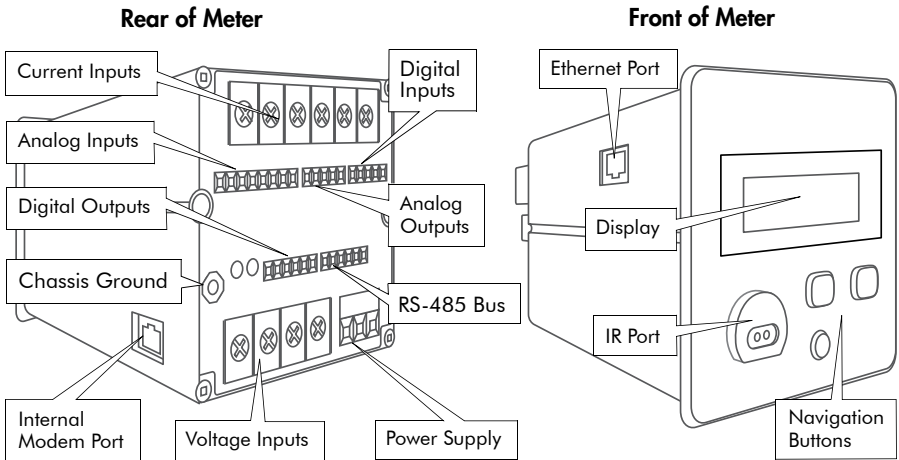 Rear of Meter
Front of Meter
Current Inputs
Digital
Inputs
Ethernet Port
Analog Inputs
Digital Outputs
Analog
Outputs
Display
Chassis Ground
RS-485 Bus
IR Port
Internal
Modem Port
Voltage Inputs
Power Supply
Navigation
Buttons